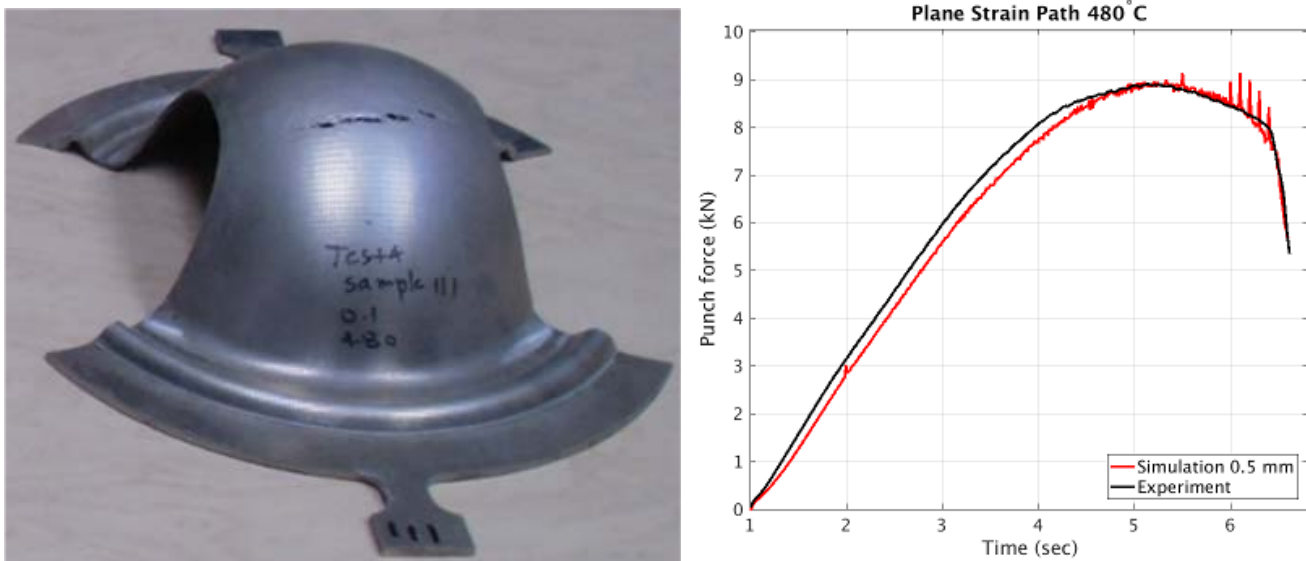 Test4
sample 111
0.1
480
111
Plane Strain Path 480°C
Punch force (kN)
10
9
8
7
6
5
4
3
2
1
0
1 2 3 4 5 6
Time (sec)
Simulation 0.5 mm
Experiment